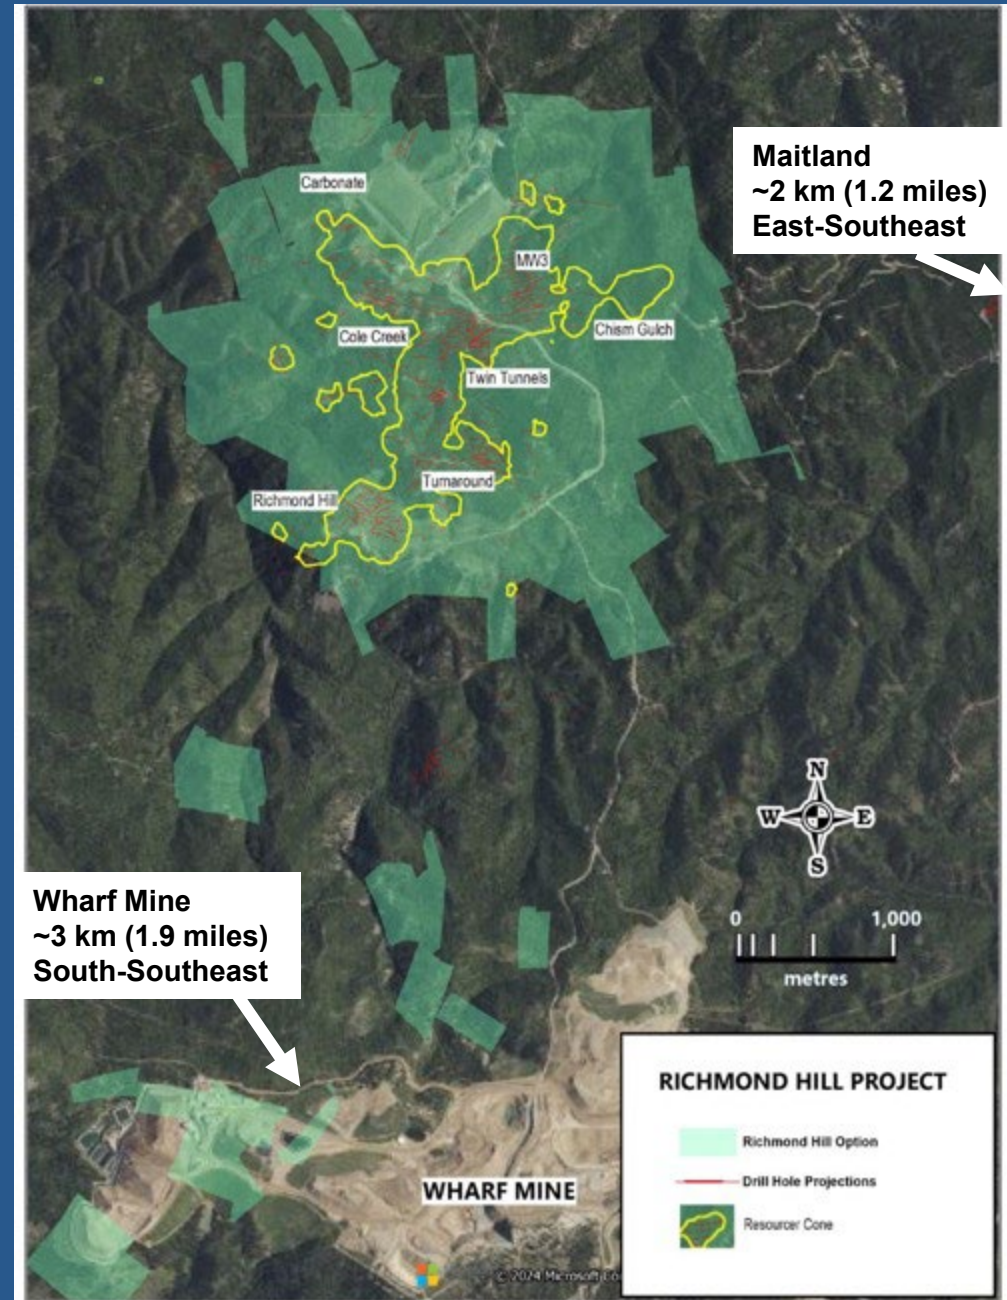 Maitland
~2 km (1.2 miles)
East-Southeast
Carbonate
MW3
Chism Gulch
Cole Creek
Twin Tunnels
Turnaround
Richmond Hill
N
W
E
S
0 1,000
metres
Wharf Mine
~3 km (1.9 miles)
South-Southeast
WHARF MINE
RICHMOND HILL PROJECT
Richmond Hill Option
Drill Hole Projections
Resourcer Cone
© 2024 Microsoft Co